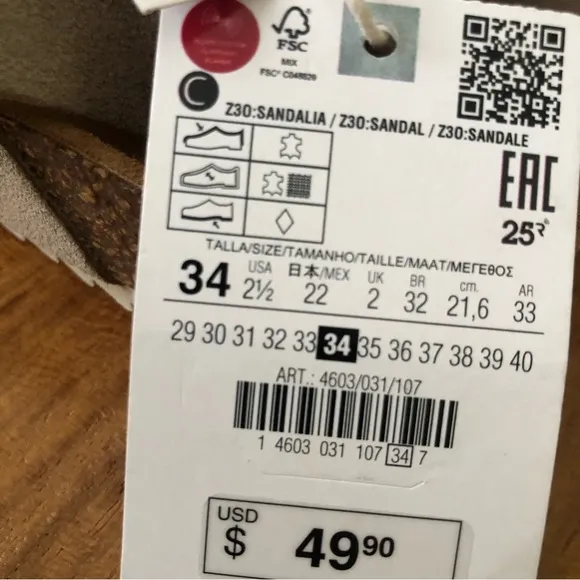 FSC
MIX
FSC® C048829
C
Z30:SANDALIA / Z30:SANDAL / Z30:SANDALE
EAC
25
TALLA/SIZE/TAMANHO/TAILLE/MAAT/ΜΕΓΕΘΟΣ
34 USA 日本/MEX UK BR cm. AR
2½ 22 2 32 21,6 33
29 30 31 32 33 34 35 36 37 38 39 40
ART.: 4603/031/107
1 4603 031 107 34 7
USD
$ 49 90